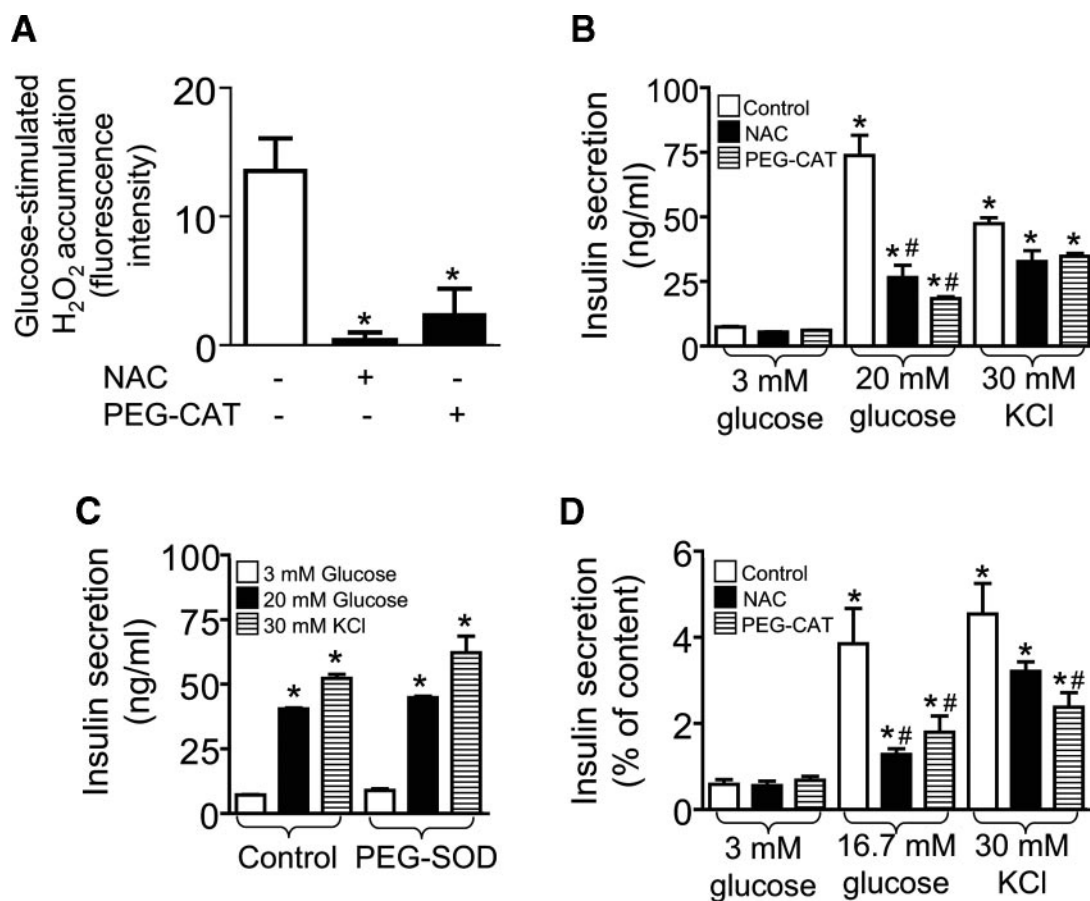 A
Glucose-stimulated
H₂O₂ accumulation
(fluorescence
intensity)
20
10
0
*
*
NAC - + -
PEG-CAT - - +
B
Insulin secretion
(ng/ml)
100
75
50
25
0
Control
NAC
PEG-CAT
*
*#
*#
*
*
*
3 mM
glucose
20 mM
glucose
30 mM
KCl
C
Insulin secretion
(ng/ml)
100
75
50
25
0
3 mM Glucose
20 mM Glucose
30 mM KCl
*
*
*
*
Control
PEG-SOD
D
Insulin secretion
(% of content)
6
4
2
0
Control
NAC
PEG-CAT
*
*#
*#
*
*
*#
3 mM
glucose
16.7 mM
glucose
30 mM
KCl